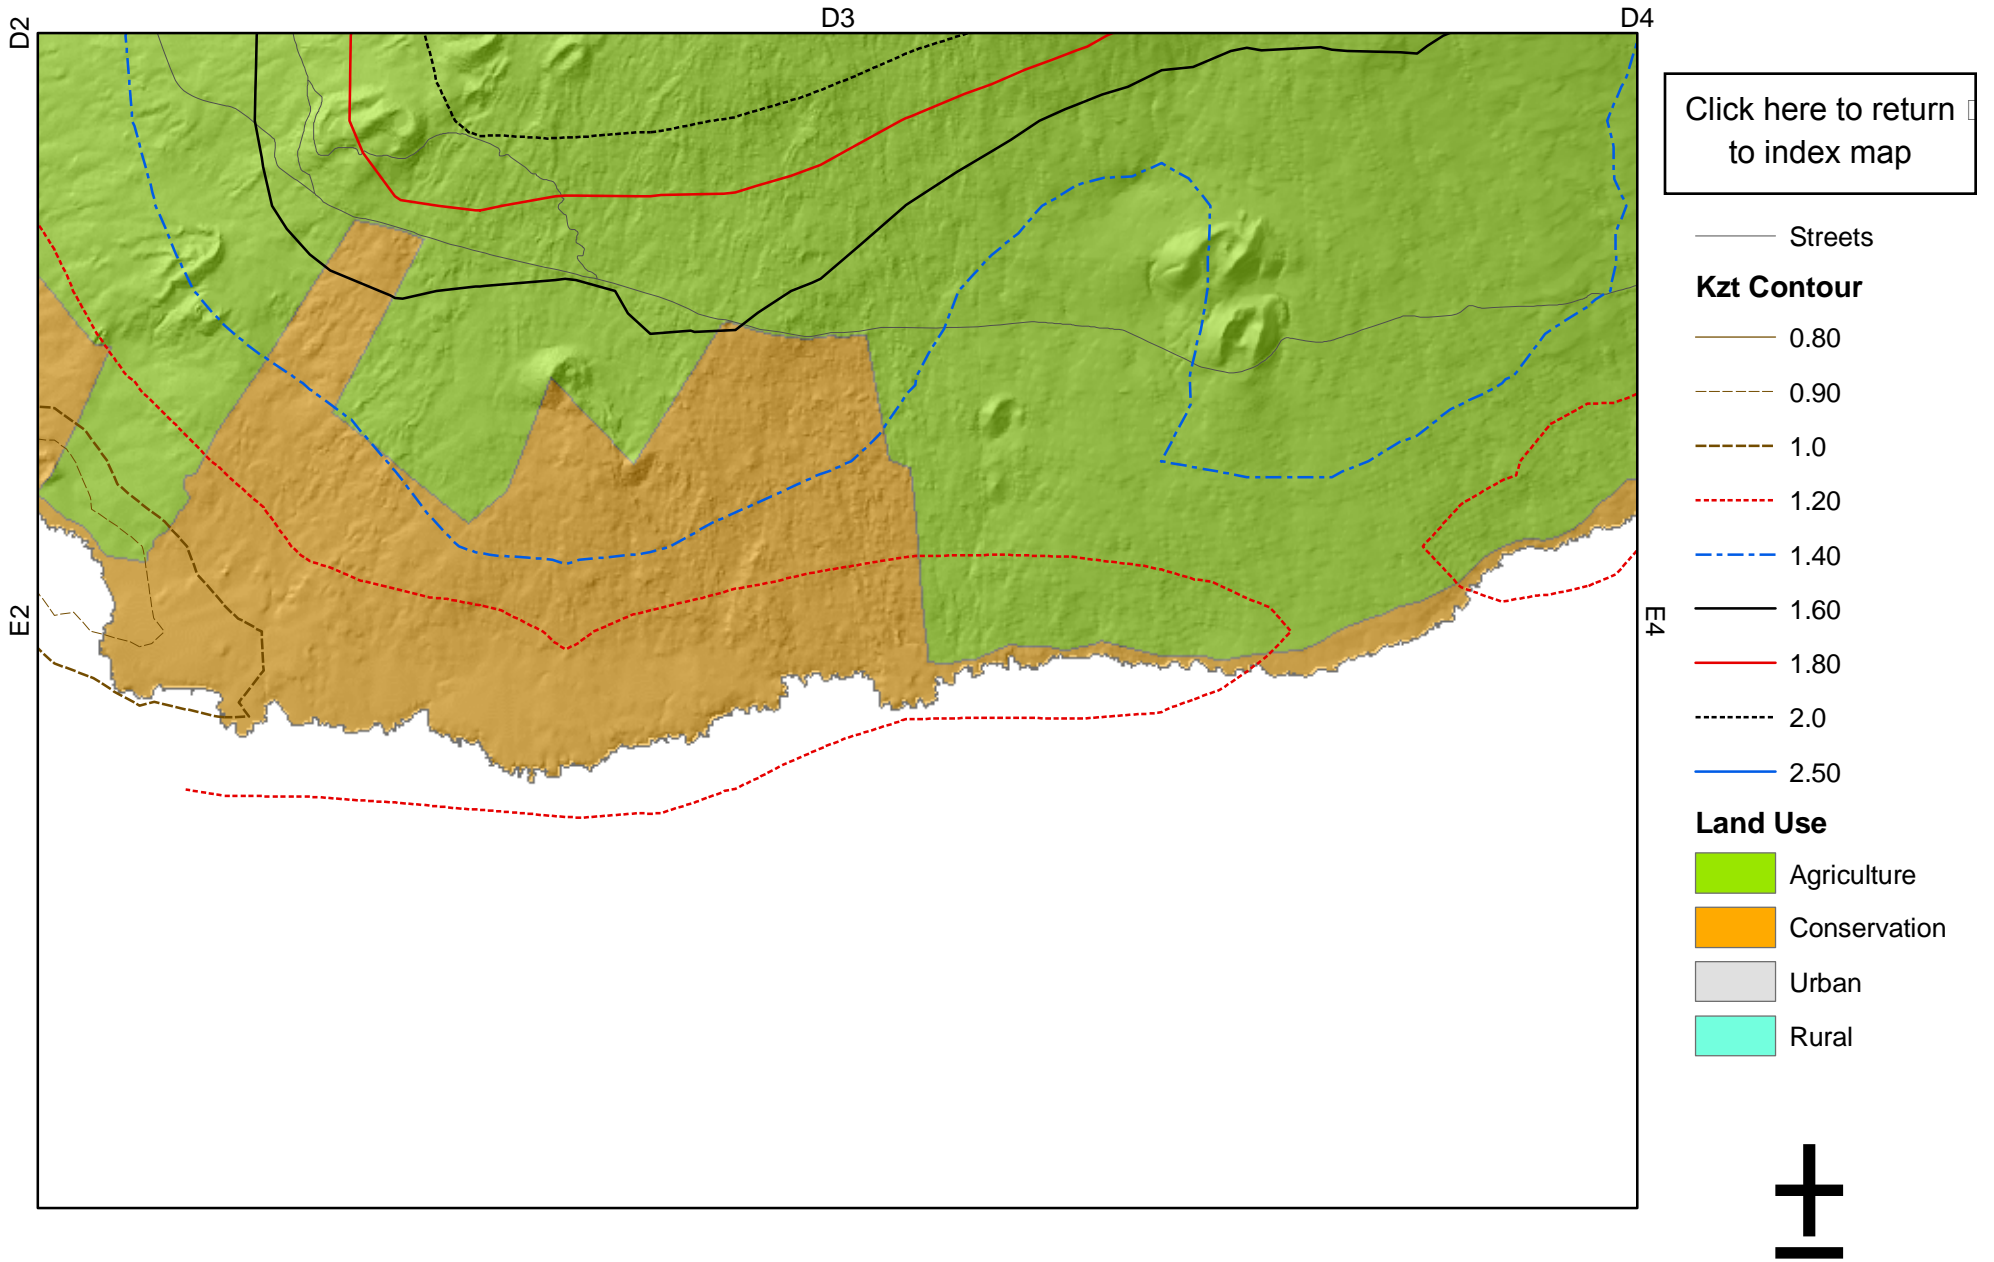 D2
D3
D4
E2
E4
Click here to return
to index map
Streets
Kzt Contour
0.80
0.90
1.0
1.20
1.40
1.60
1.80
2.0
2.50
Land Use
Agriculture
Conservation
Urban
Rural